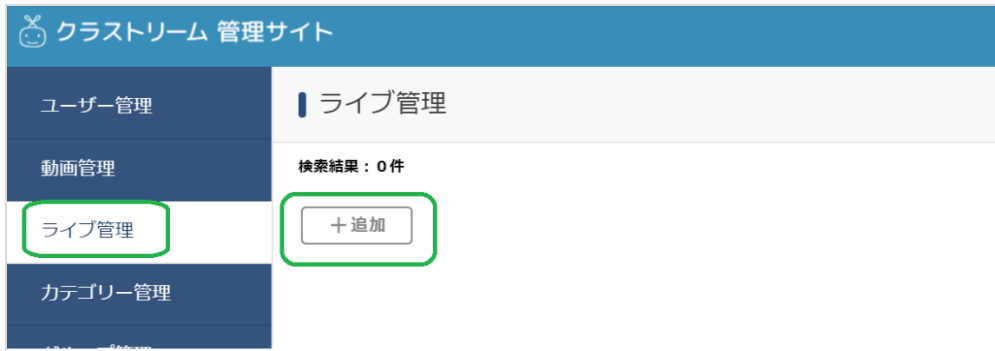 クラストリーム 管理サイト
ユーザー管理
動画管理
ライブ管理
カテゴリー管理
ライブ管理
検索結果：0件
＋追加